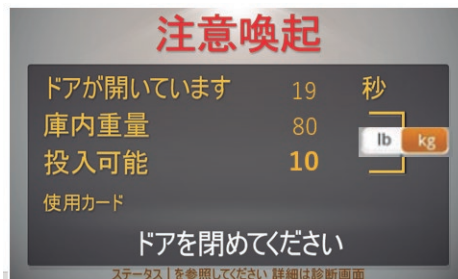 注意喚起
ドアが開いています 19 秒
庫内重量 80
lb kg
投入可能 10
使用カード
ドアを閉めてください
ステータス | を参照してください 詳細は診断画面